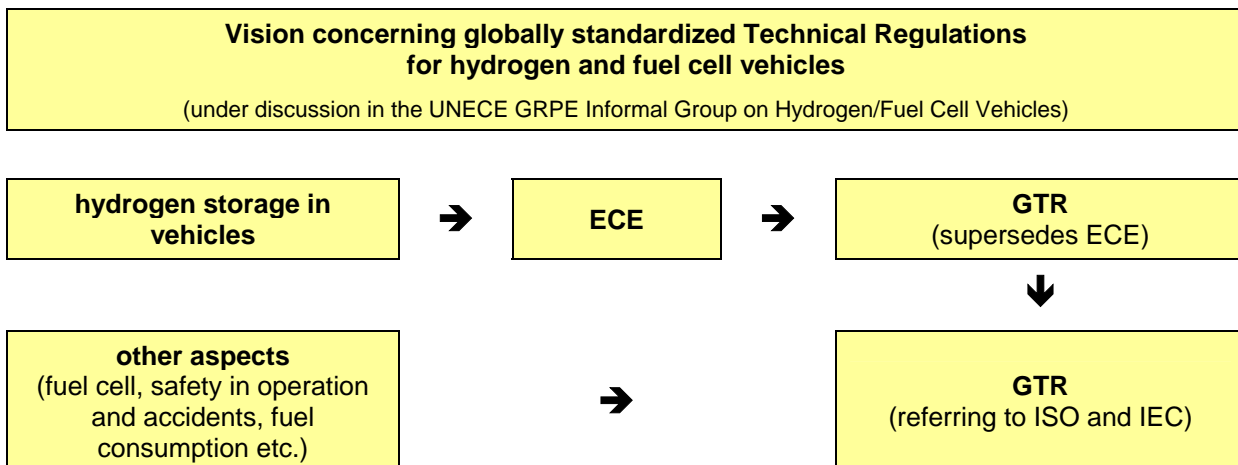 Vision concerning globally standardized Technical Regulations
for hydrogen and fuel cell vehicles
(under discussion in the UNECE GRPE Informal Group on Hydrogen/Fuel Cell Vehicles)
hydrogen storage in
vehicles
ECE
GTR
(supersedes ECE)
other aspects
(fuel cell, safety in operation
and accidents, fuel
consumption etc.)
GTR
(referring to ISO and IEC)